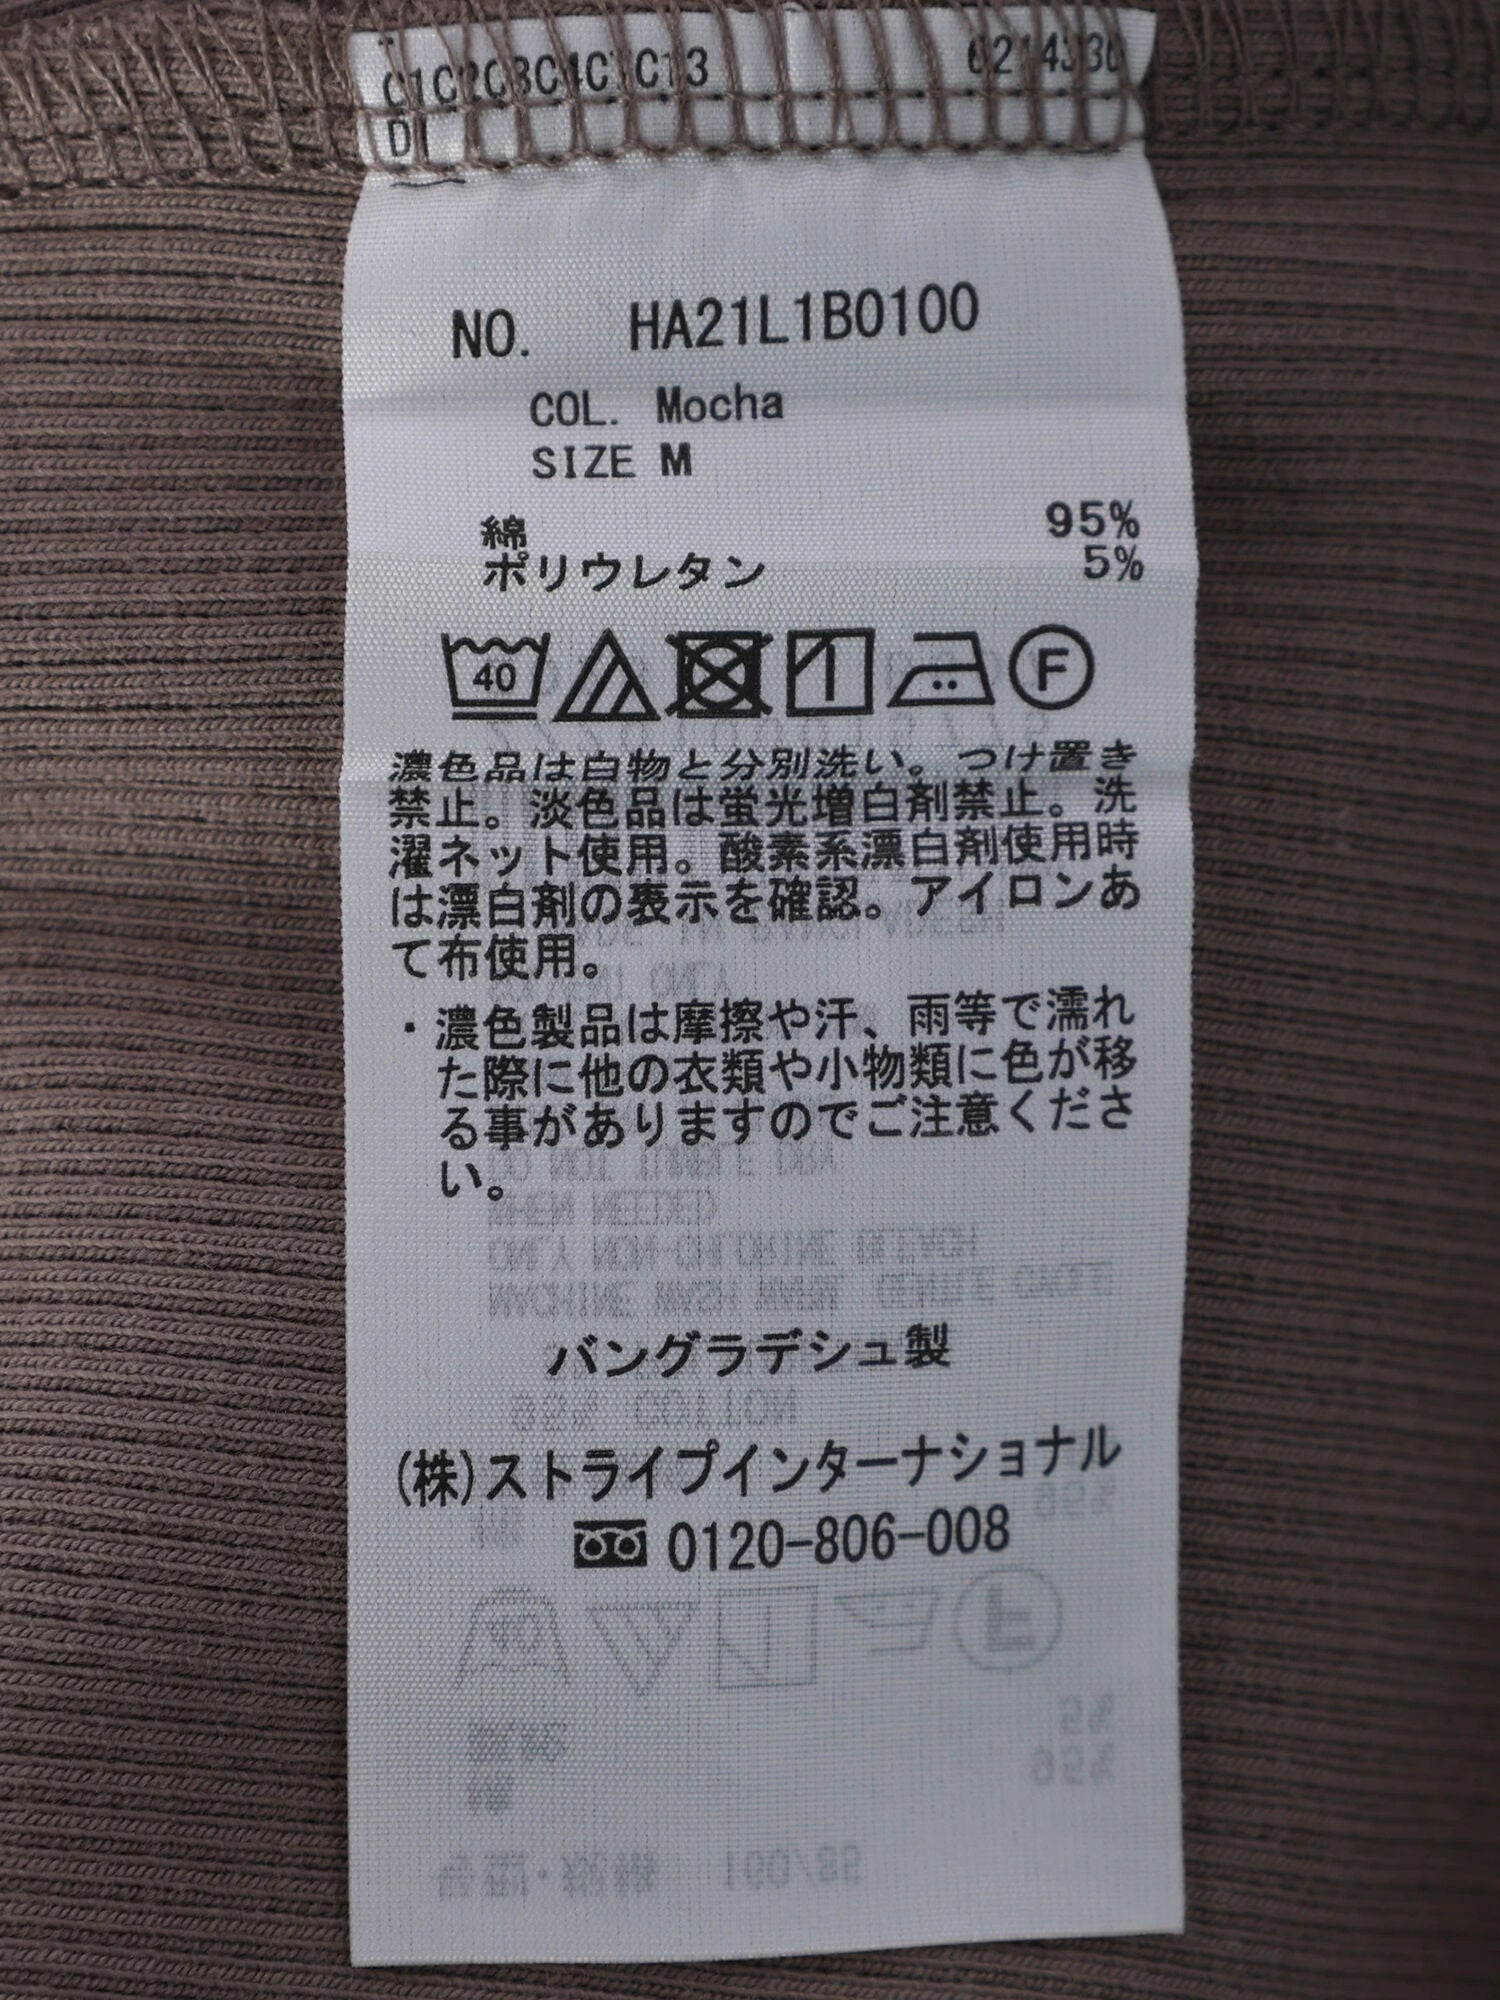 NO. HA21L1B0100
COL. Mocha
SIZE M
綿 95%
ポリウレタン 5%
40 F
濃色品は白物と分別洗い。つけ置き
禁止。淡色品は蛍光増白剤禁止。洗
濯ネット使用。酸素系漂白剤使用時
は漂白剤の表示を確認。アイロンあ
て布使用。
・濃色製品は摩擦や汗、雨等で濡れ
た際に他の衣類や小物類に色が移
る事がありますのでご注意くださ
い。
バングラデシュ製
(株)ストライプインターナショナル
0120-806-008